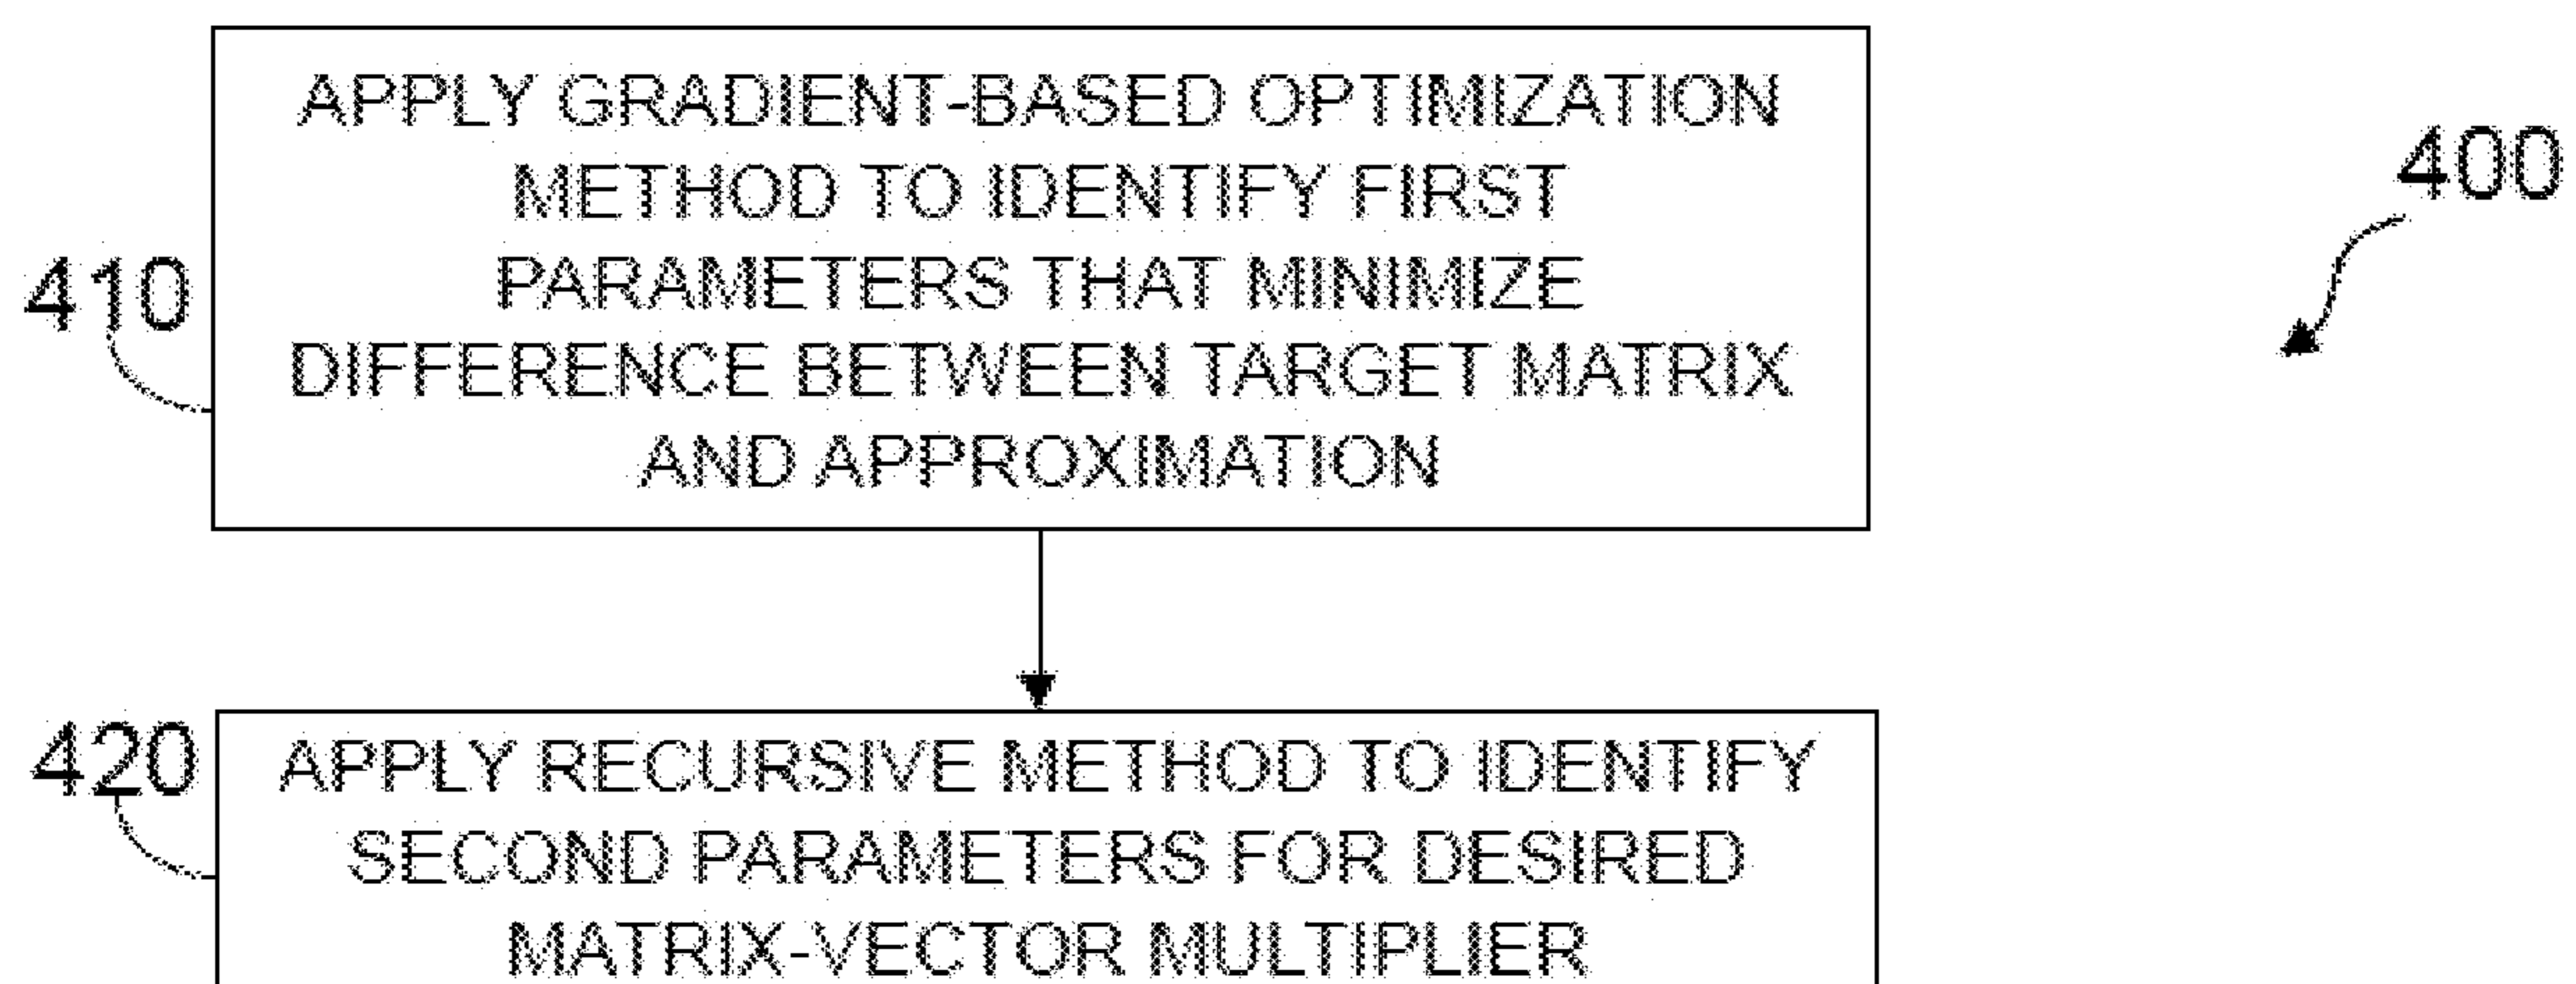 APPLY GRADIENT-BASED OPTIMIZATION
METHOD TO IDENTIFY FIRST
PARAMETERS THAT MINIMIZE
DIFFERENCE BETWEEN TARGET MATRIX
AND APPROXIMATION
400
410
420
APPLY RECURSIVE METHOD TO IDENTIFY
SECOND PARAMETERS FOR DESIRED
MATRIX-VECTOR MULTIPLIER